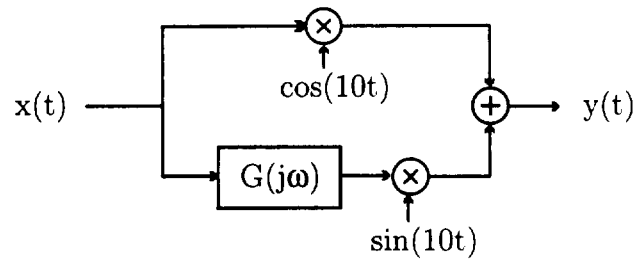 cos(10t)
x(t)
y(t)
G(jω)
sin(10t)